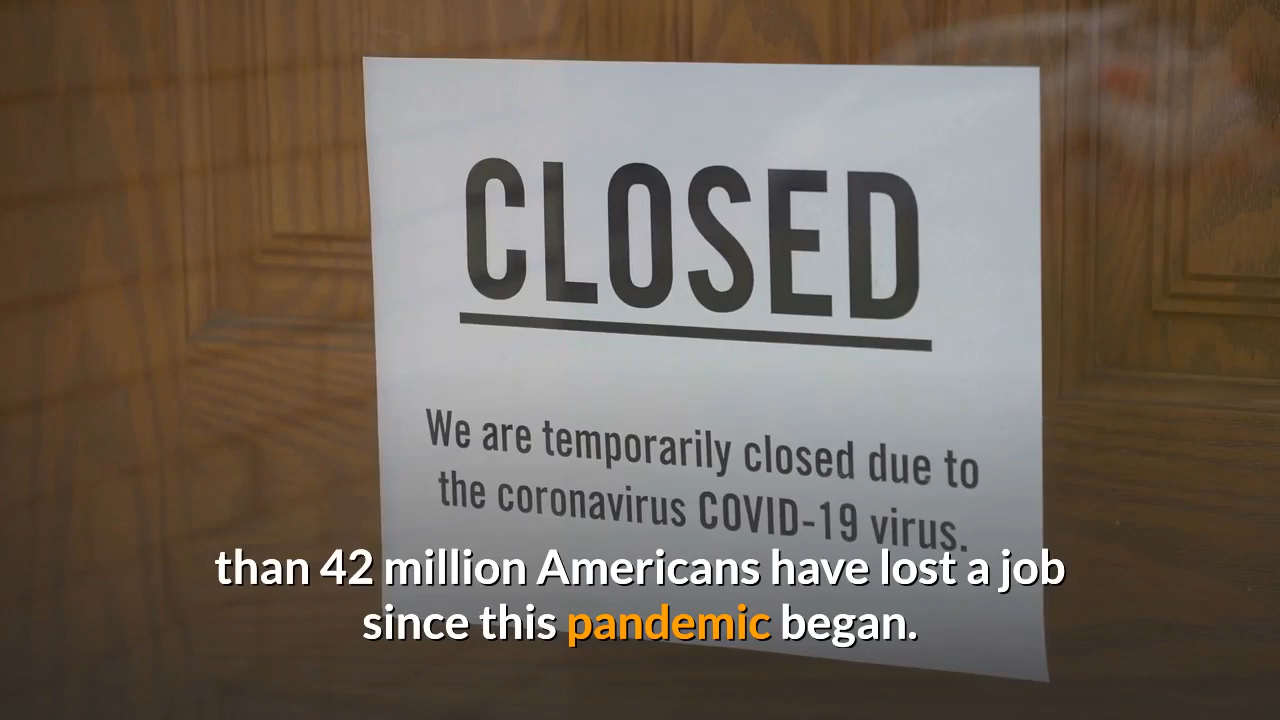 CLOSED
We are temporarily closed due to
the coronavirus COVID-19 virus.
than 42 million Americans have lost a job
since this pandemic began.